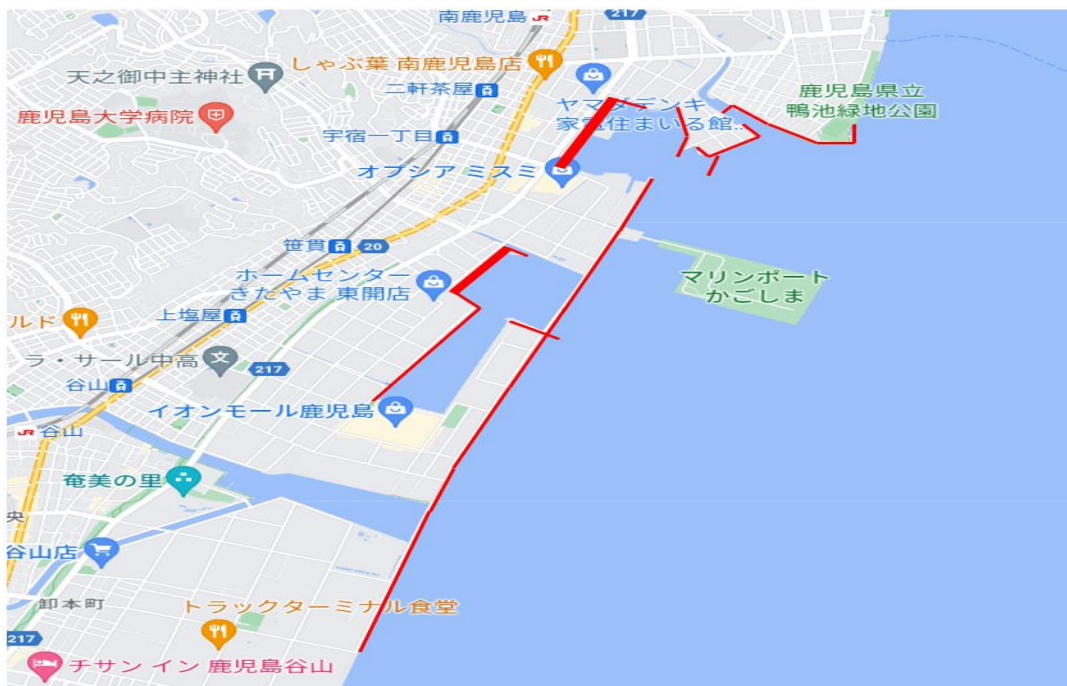 南鹿児島
JR
217
しゃぶ葉 南鹿児島店
天之御中主神社
二軒茶屋
鹿児島県立
鴨池緑地公園
鹿児島大学病院
ヤマダデンキ
家電住まいる館..
宇宿一丁目
オプシア ミスミ
笹貫
20
ホームセンター
きたやま 東開店
マリンポート
かごしま
上塩屋
ルド
ラ・サール中高
文
217
谷山
イオンモール鹿児島
JR
谷山
奄美の里
央
谷山店
卸本町
トラックターミナル食堂
217
チサン イン 鹿児島谷山